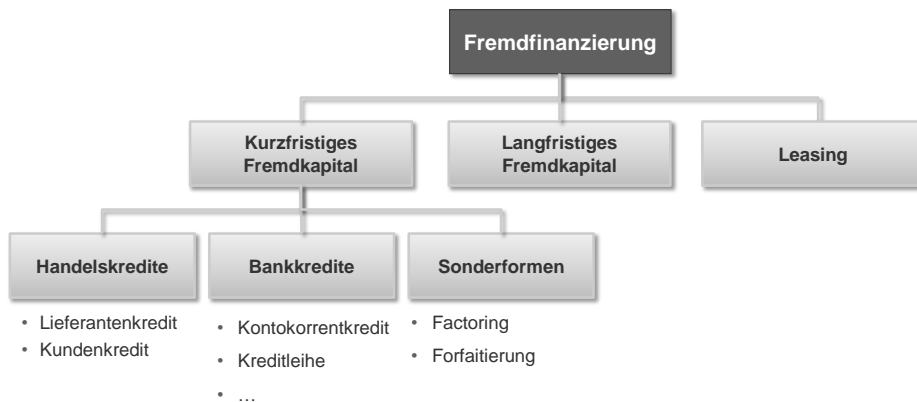 Fremdfinanzierung
Kurzfristiges
Fremdkapital
Langfristiges
Fremdkapital
Leasing
Handelskredite
Bankkredite
Sonderformen
• Lieferantenkredit
• Kundenkredit
• Kontokorrentkredit
• Kreditleihe
• ...
• Factoring
• Forfaitierung